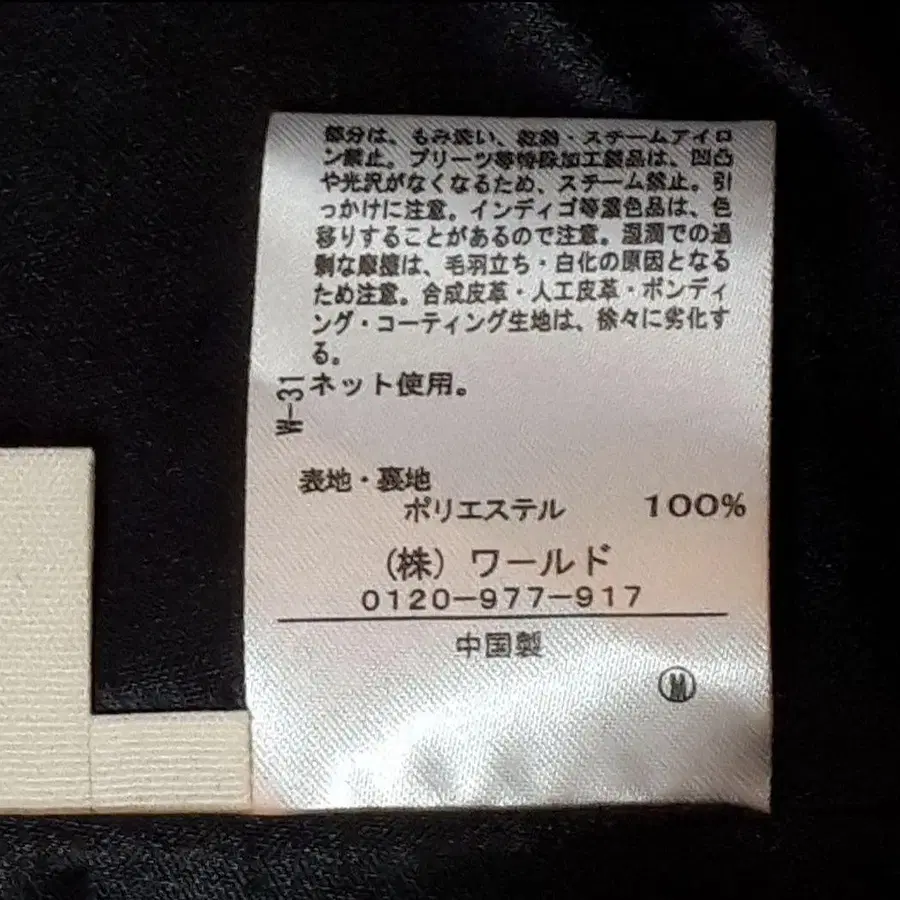 部分は、もみ洗い、乾熱・スチームアイロ
ン禁止。プリーツ等特殊加工製品は、凹凸
や光沢がなくなるため、スチーム禁止。引
っかけに注意。インディゴ等濃色品は、色
移りすることがあるので注意。湿潤での過
剰な摩擦は、毛羽立ち・白化の原因となる
ため注意。合成皮革・人工皮革・ボンディ
ング・コーティング生地は、徐々に劣化す
る。
ネット使用。
W-31
表地・裏地
ポリエステル 100%
(株)ワールド
0120-977-917
中国製
M